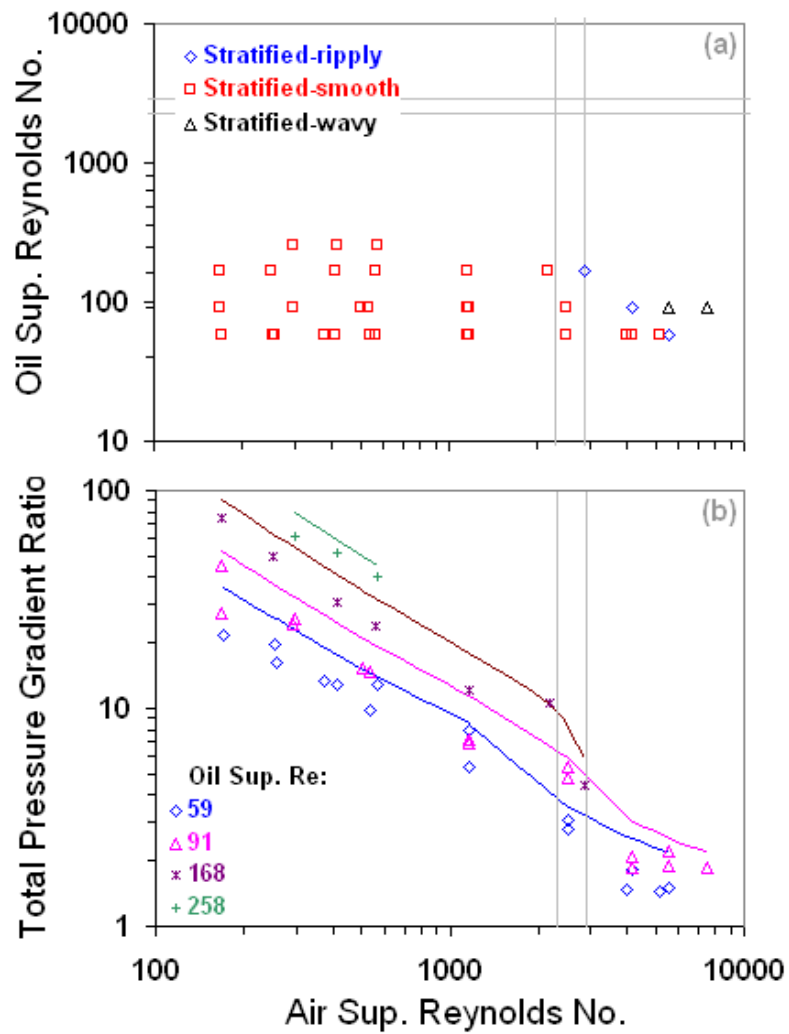 10000
(a)
Stratified-ripply
Stratified-smooth
Stratified-wavy
1000
100
10
Oil Sup. Reynolds No.
100
(b)
10
Oil Sup. Re:
59
91
168
258
1
Total Pressure Gradient Ratio
100 1000 10000
Air Sup. Reynolds No.